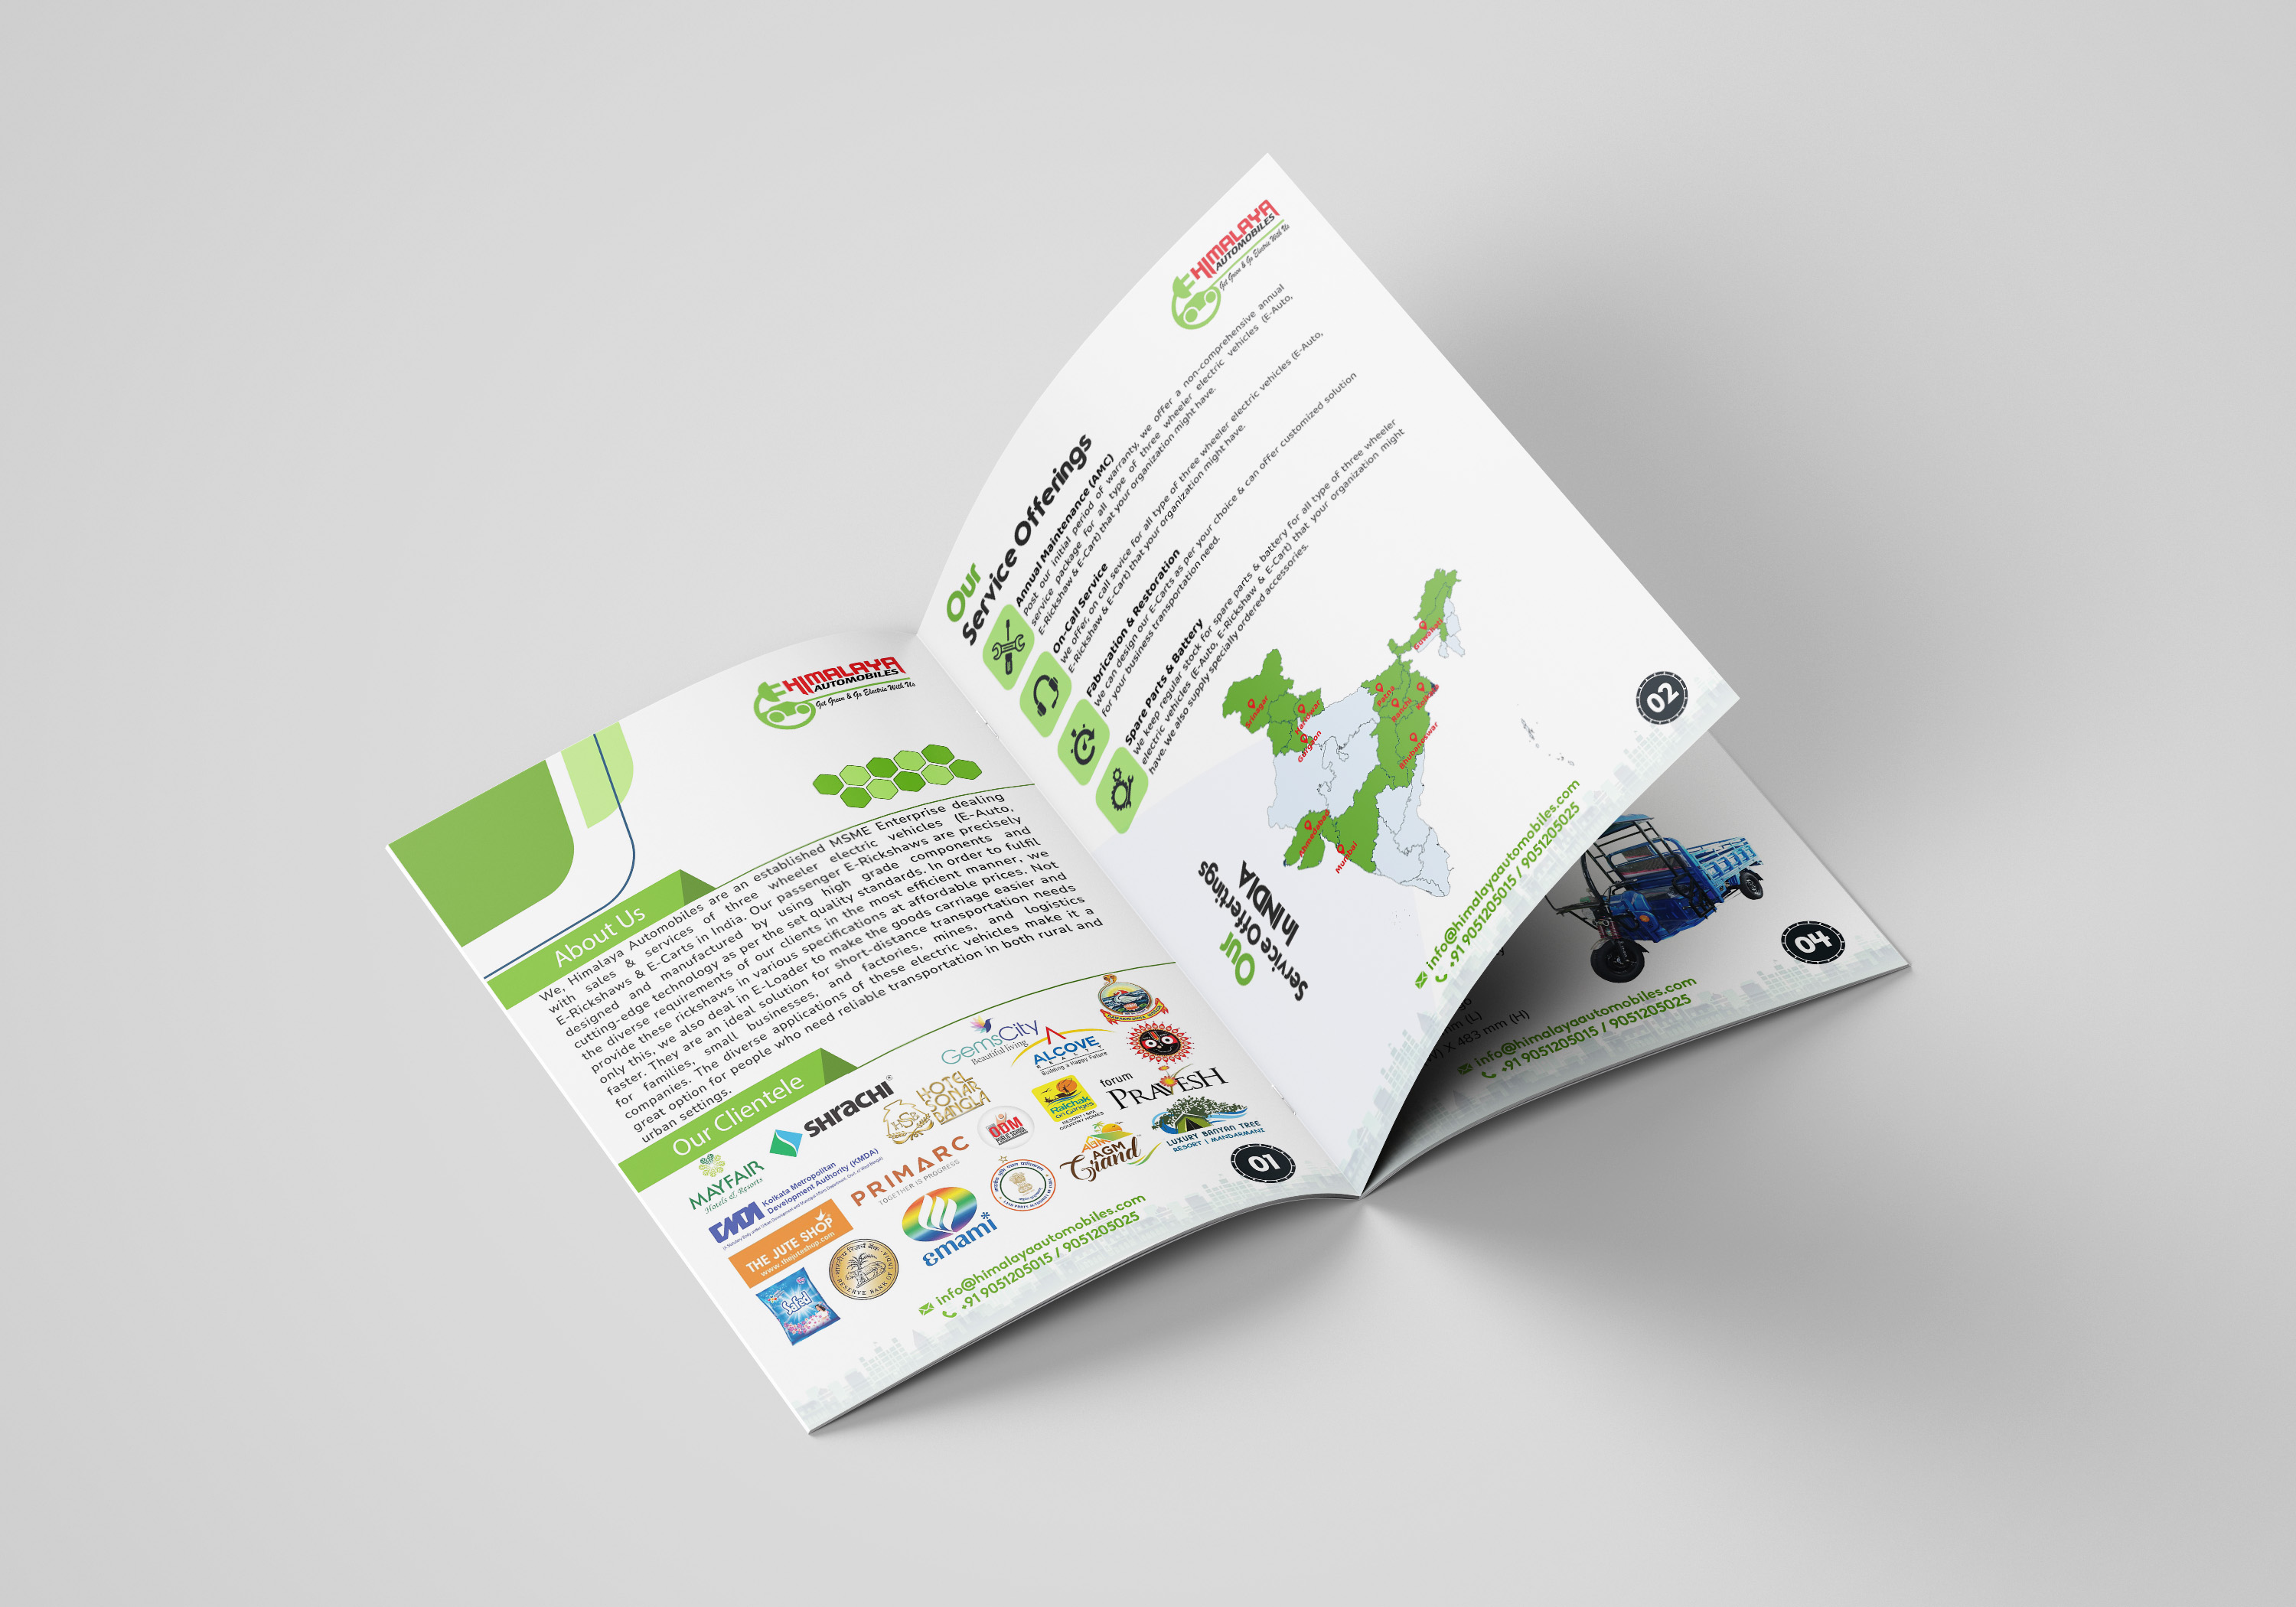 HIMALAYA
AUTOMOBILES
Get Green & Go Electric With Us
About Us
We, Himalaya Automobiles are an established MSME Enterprise dealing
with sales & services of three wheeler electric vehicles (E-Auto,
E-Rickshaws & E-Carts in India. Our passenger E-Rickshaws are precisely
designed and manufactured by using high grade components and
cutting-edge technology as per the set quality standards. In order to fulfil
the diverse requirements of our clients in the most efficient manner, we
provide these rickshaws in various specifications at affordable prices. Not
only this, we also deal in E-Loader to make the goods carriage easier and
faster. They are an ideal solution for short-distance transportation needs
for families, small businesses, and factories, mines, and logistics
companies. The diverse applications of these electric vehicles make it a
great option for people who need reliable transportation in both rural and
urban settings.
Our Clientele
MAYFAIR
Hotels & Resorts
SHRACHI
HOTEL
SONAR
BANGLA
HSB
GemsCity
Beautiful living
ALCOVE
REALTY
Building a Happy Future
KMDA
Kolkata Metropolitan
Development Authority (KMDA)
PRIMARC
TOGETHER IS PROGRESS
ODM
PUBLIC SCHOOL
Raichak
on Ganges
forum
PRAVESH
THE JUTE SHOP
www.thejuteshop.com
emami
AGM
AGM
Grand
LUXURY BANYAN TREE
RESORT | MANDARMANI
Safed
भारतीय रिज़र्व बैंक
RESERVE BANK OF INDIA
info@himalayaautomobiles.com
+91 9051205015 / 9051205025
01
HIMALAYA
AUTOMOBILES
Get Green & Go Electric With Us
Our
Service Offerings
Annual Maintenance (AMC)
Post our initial period of warranty, we offer a non-comprehensive annual
service package for all type of three wheeler electric vehicles (E-Auto,
E-Rickshaw & E-Cart) that your organization might have.
On-Call Service
We offer, on call sevice for all type of three wheeler electric vehicles (E-Auto,
E-Rickshaw & E-Cart) that your organization might have.
Fabrication & Restoration
We can design our E-Carts as per your choice & can offer customized solution
for your business transportation need.
Spare Parts & Battery
We keep regular stock for spare parts & battery for all type of three wheeler
electric vehicles (E-Auto, E-Rickshaw & E-Cart) that your organization might
have. We also supply specially ordered accessories.
Our
Service Offertings
In INDIA
Srinagar
Gurgaon
Patna
Ranchi
Kolkata
Bhubaneswar
Guwahati
Ahmedabad
Mumbai
info@himalayaautomobiles.com
+91 9051205015 / 9051205025
02
mm (L)
X 483 mm (H)
info@himalayaautomobiles.com
+91 9051205015 / 9051205025
04